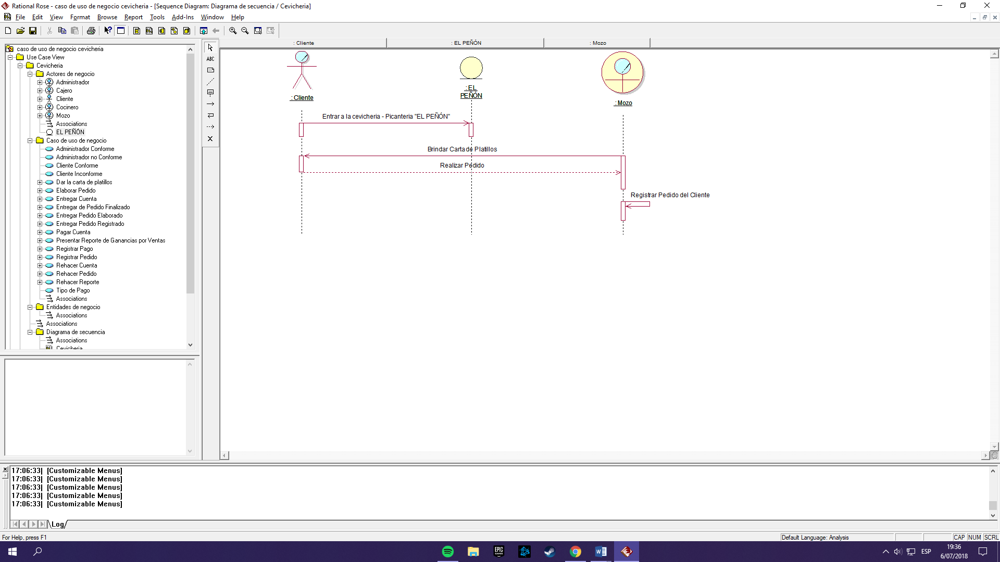 Rational Rose - caso de uso de negocio cevicheria - [Sequence Diagram: Diagrama de secuencia / Cevicheria]
File Edit View Format Browse Report Tools Add-Ins Window Help
caso de uso de negocio cevicheria
Use Case View
Cevicheria
Actores de negocio
Administrador
Cajero
Cliente
Cocinero
Mozo
Associations
EL PEÑÓN
Caso de uso de negocio
Administrador Conforme
Administrador no Conforme
Cliente Conforme
Cliente Inconforme
Dar la carta de platillos
Elaborar Pedido
Entregar Cuenta
Entregar de Pedido Finalizado
Entregar Pedido Elaborado
Entregar Pedido Registrado
Pagar Cuenta
Presentar Reporte de Ganancias por Ventas
Registrar Pago
Registrar Pedido
Rehacer Cuenta
Rehacer Pedido
Rehacer Reporte
Tipo de Pago
Associations
Entidades de negocio
Associations
Associations
Diagrama de secuencia
Associations
Cevicheria
ABC
: Cliente : EL PEÑÓN : Mozo
: Cliente
: EL
PEÑÓN
: Mozo
Entrar a la cevicheria - Picanteria "EL PEÑÓN"
Brindar Carta de Platillos
Realizar Pedido
Registrar Pedido del Cliente
17:06:33| [Customizable Menus]
17:06:33| [Customizable Menus]
17:06:33| [Customizable Menus]
17:06:33| [Customizable Menus]
17:06:33| [Customizable Menus]
Log
For Help, press F1
Default Language: Analysis CAP NUM SCRL
EPIC GAMES
ESP
19:36
6/07/2018